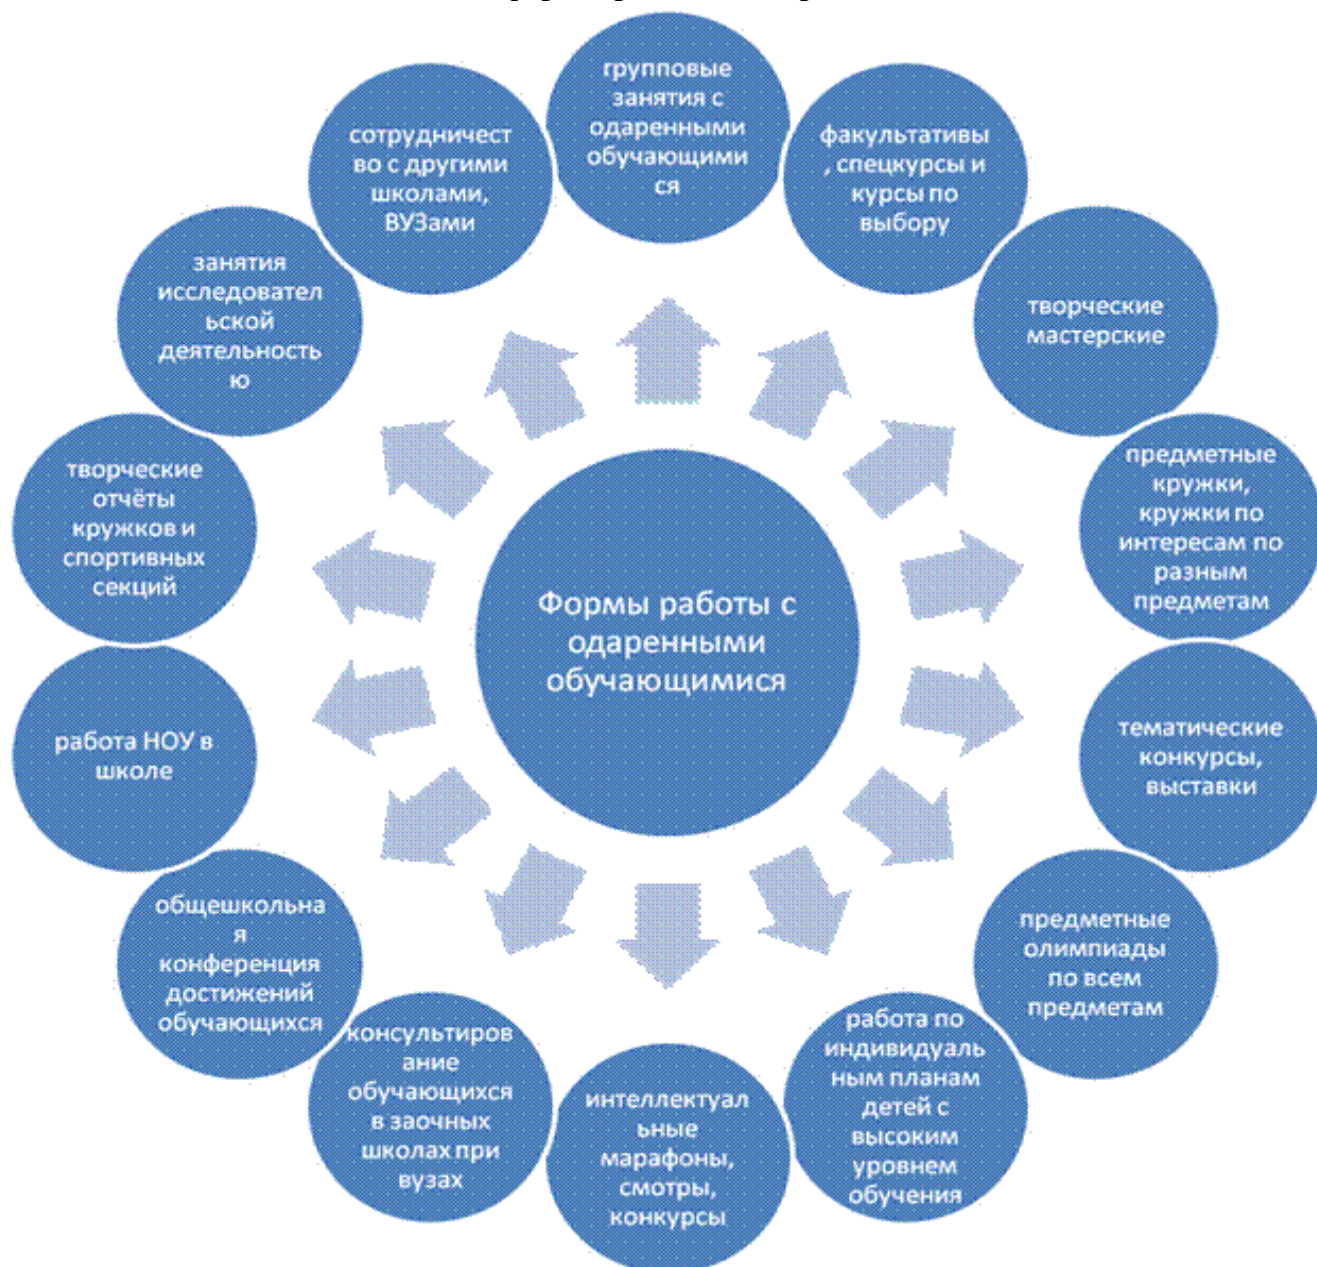 групповые
занятия с
одаренными
обучающими
ся
факультативы
, спецкурсы и
курсы по
выбору
творческие
мастерские
предметные
кружки,
кружки по
интересам по
разным
предметам
тематические
конкурсы,
выставки
предметные
олимпиады
по всем
предметам
работа по
индивидуаль
ным планам
детей с
высоким
уровнем
обучения
интеллектуал
ьные
марафоны,
смотры,
конкурсы
консультиров
ание
обучающихся
в заочных
школах при
вузах
общешкольна
я
конференция
достижений
обучающихся
работа НОУ в
школе
творческие
отчёты
кружков и
спортивных
секций
занятия
исследовател
ьской
деятельность
ю
сотрудничест
во с другими
школами,
ВУЗами
Формы работы с
одаренными
обучающимися